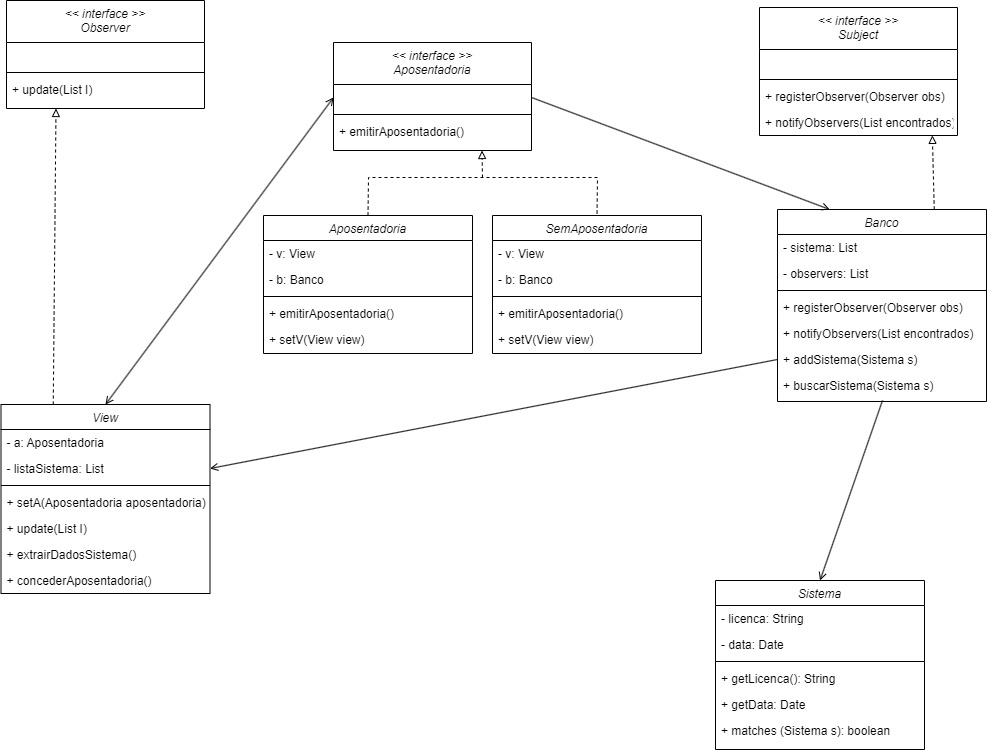 << interface >>
Observer
+ update(List l)
<< interface >>
Aposentadoria
+ emitirAposentadoria()
<< interface >>
Subject
+ registerObserver(Observer obs)
+ notifyObservers(List encontrados)
Aposentadoria
- v: View
- b: Banco
+ emitirAposentadoria()
+ setV(View view)
SemAposentadoria
- v: View
- b: Banco
+ emitirAposentadoria()
+ setV(View view)
Banco
- sistema: List
- observers: List
+ registerObserver(Observer obs)
+ notifyObservers(List encontrados)
+ addSistema(Sistema s)
+ buscarSistema(Sistema s)
View
- a: Aposentadoria
- listaSistema: List
+ setA(Aposentadoria aposentadoria)
+ update(List l)
+ extrairDadosSistema()
+ concederAposentadoria()
Sistema
- licenca: String
- data: Date
+ getLicenca(): String
+ getData: Date
+ matches (Sistema s): boolean